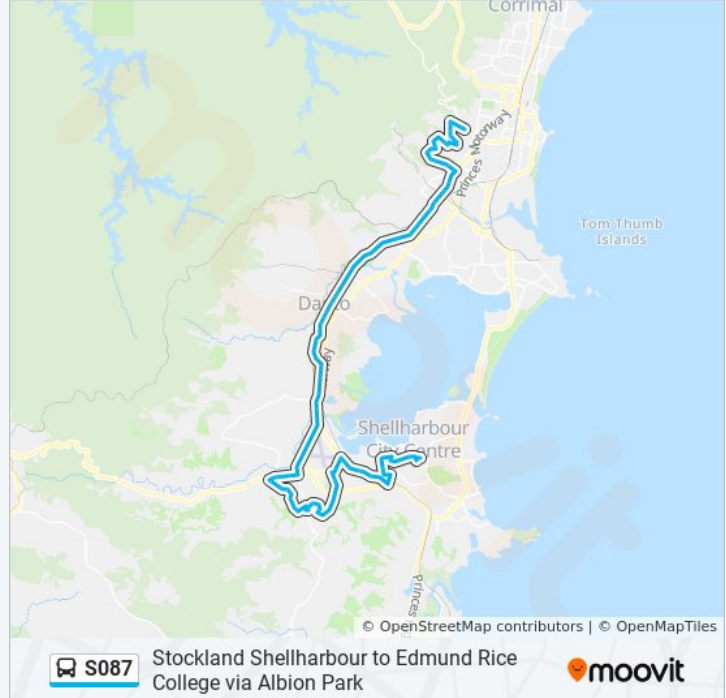 Corrimal
Princes Motorway
Tom Thumb
Islands
Dapto
Shellharbour
City Centre
Princes
© OpenStreetMap contributors | © OpenMapTiles
S087
Stockland Shellharbour to Edmund Rice
College via Albion Park
moovit